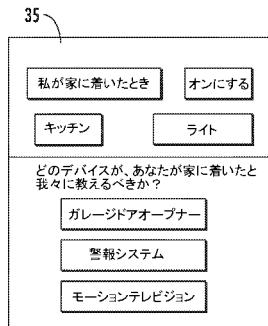 35
私が家に着いたとき
オンにする
キッチン
ライト
どのデバイスが、あなたが家に着いたと
我々に教えるべきか？
ガレージドアオープナー
警報システム
モーションテレビジョン